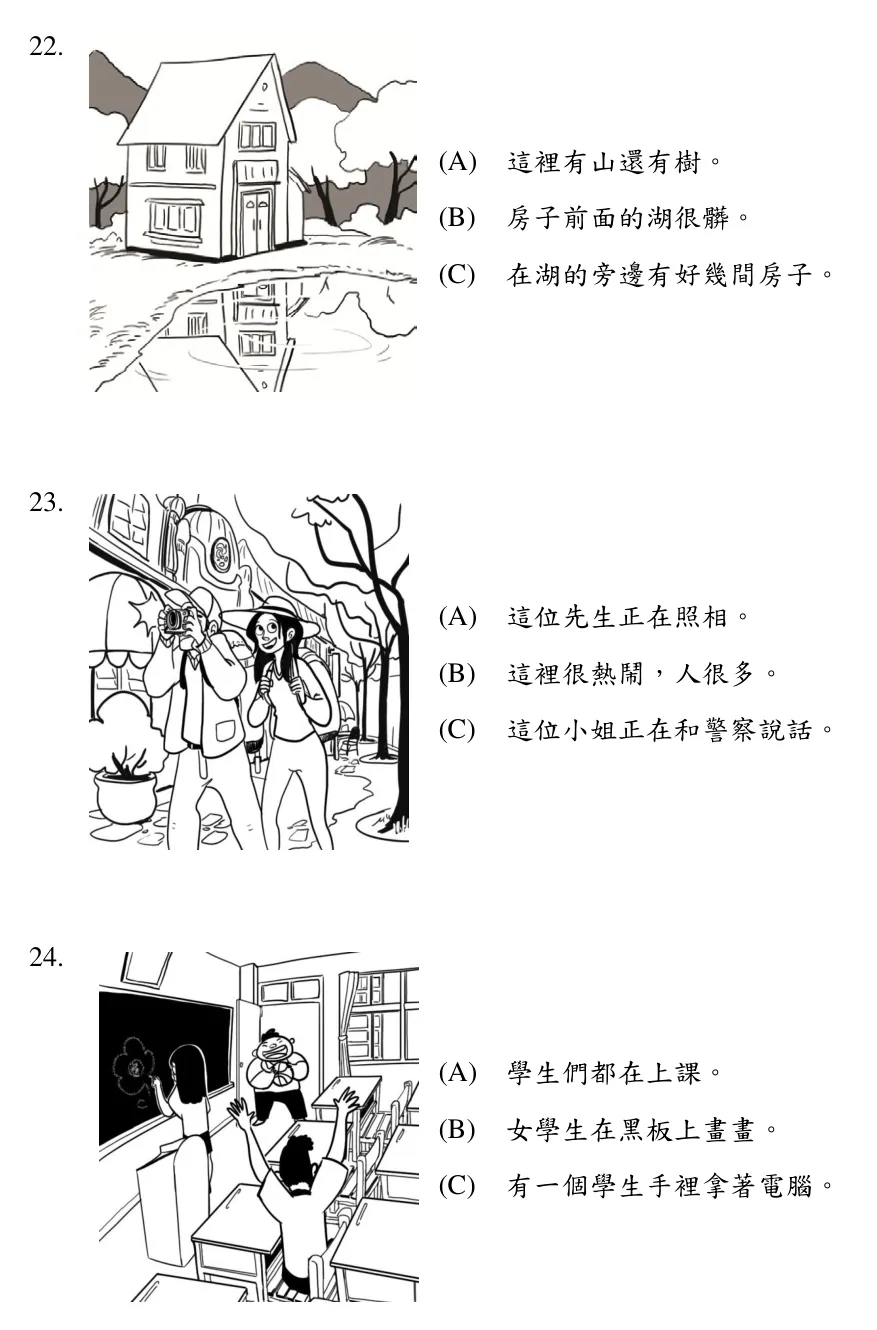 22.
(A) 這裡有山還有樹。
(B) 房子前面的湖很髒。
(C) 在湖的旁邊有好幾間房子。
23.
(A) 這位先生正在照相。
(B) 這裡很熱鬧，人很多。
(C) 這位小姐正在和警察說話。
24.
(A) 學生們都在上課。
(B) 女學生在黑板上畫畫。
(C) 有一個學生手裡拿著電腦。